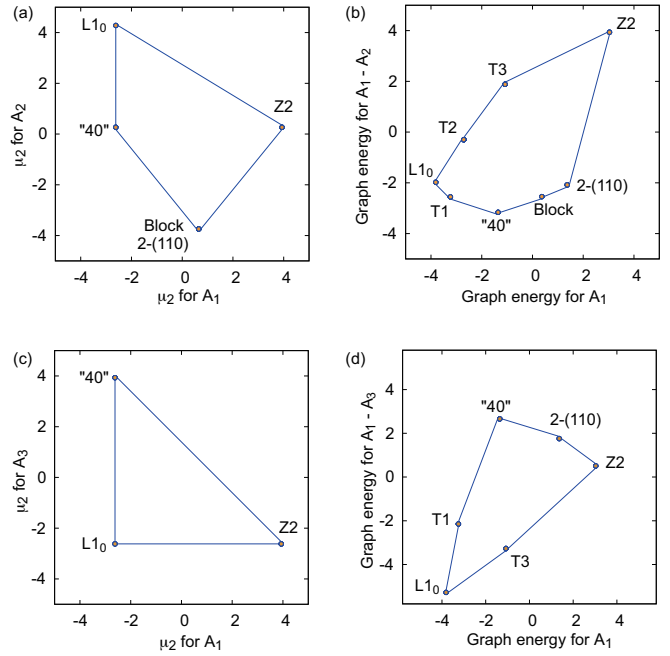 (a)
4
2
0
-2
-4
μ2 for A2
L10
"40"
Z2
Block
2-(110)
-4 -2 0 2 4
μ2 for A1
(b)
4
2
0
-2
-4
Graph energy for A1 - A2
Z2
T3
T2
L10
T1
"40"
Block
2-(110)
-4 -2 0 2 4
Graph energy for A1
(c)
4
2
0
-2
-4
μ2 for A3
"40"
L10
Z2
-4 -2 0 2 4
μ2 for A1
(d)
4
2
0
-2
-4
Graph energy for A1 - A3
"40"
2-(110)
Z2
T1
T3
L10
-4 -2 0 2 4
Graph energy for A1